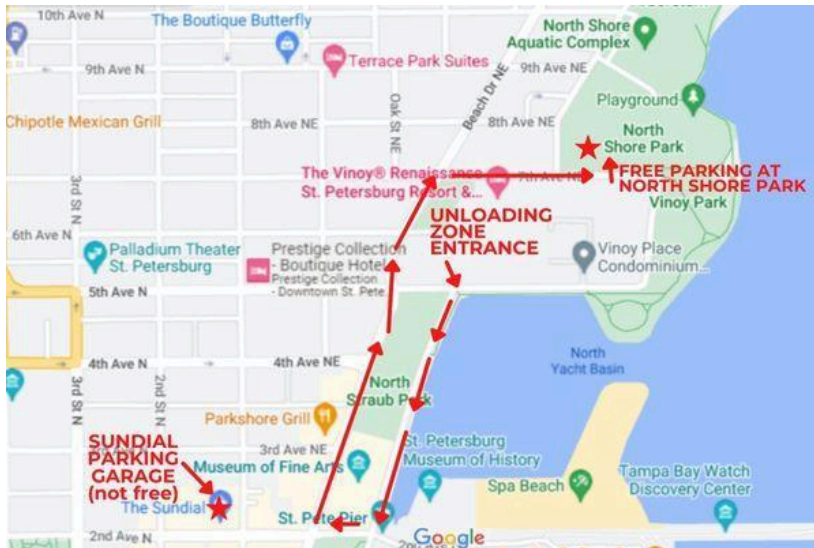 10th Ave N
The Boutique Butterfly
North Shore
Aquatic Complex
9th Ave N
Terrace Park Suites
9th Ave NE
Oak St NE
Beach Dr NE
Playground
Chipotle Mexican Grill
8th Ave NE
8th Ave NE
North
Shore Park
The Vinoy® Renaissance
St. Petersburg Resort &...
7th Ave NE
FREE PARKING AT
NORTH SHORE PARK
Vinoy Park
3rd St N
UNLOADING
ZONE
ENTRANCE
6th Ave N
Palladium Theater
St. Petersburg
Prestige Collection
- Boutique Hotel
Prestige Collection
- Downtown St. Pete...
Vinoy Place
Condominium...
5th Ave N
4th Ave N
4th Ave NE
North
Yacht Basin
3rd St N
2nd St N
North
Straub Park
Parkshore Grill
SUNDIAL
PARKING
GARAGE
(not free)
3rd Ave NE
Museum of Fine Arts
St. Petersburg
Museum of History
Spa Beach
Tampa Bay Watch
Discovery Center
The Sundial
St. Pete Pier
2nd Ave N
Google